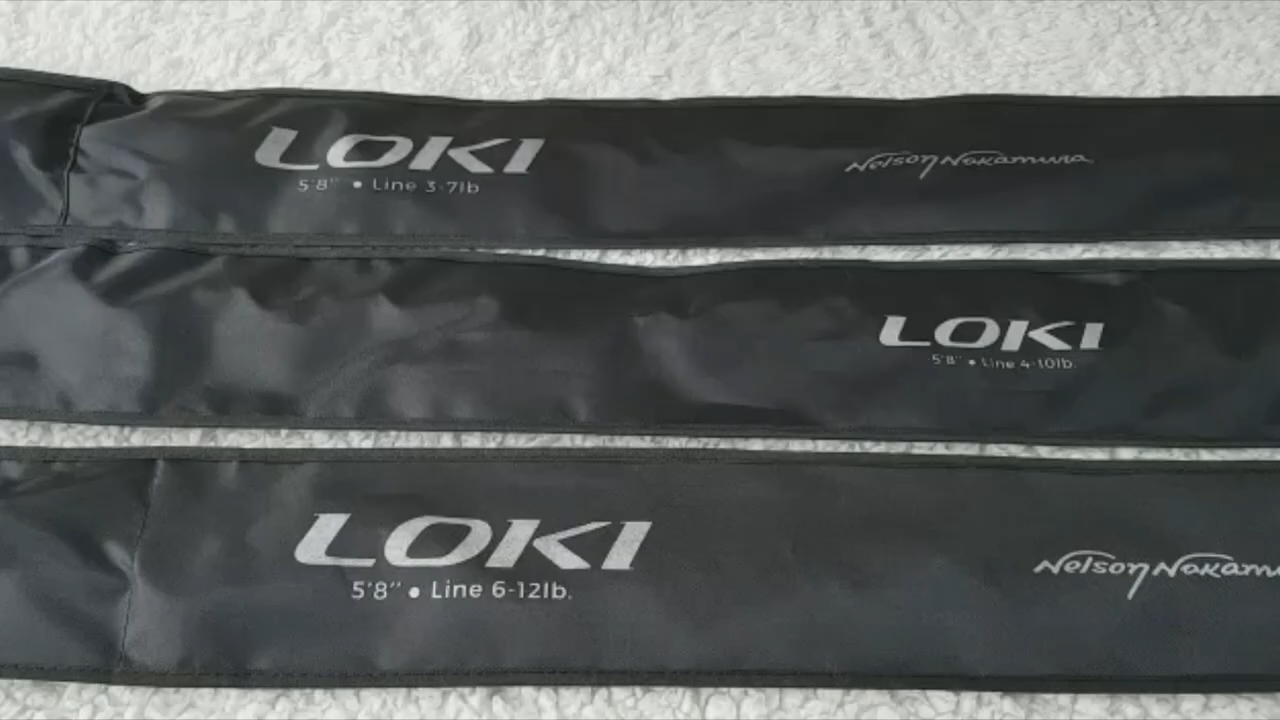 LOKI
5'8" • Line 3-7lb
Nelson Nakamura
LOKI
5'8" • Line 4-10lb.
LOKI
5'8" • Line 6-12lb.
Nelson Nakamu